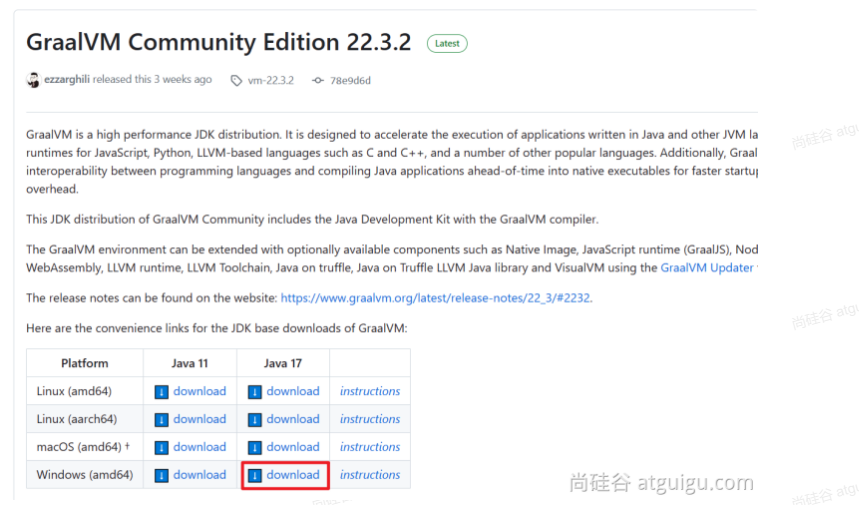 GraalVM Community Edition 22.3.2 Latest
ezzarghili released this 3 weeks ago vm-22.3.2 78e9d6d
GraalVM is a high performance JDK distribution. It is designed to accelerate the execution of applications written in Java and other JVM la
runtimes for JavaScript, Python, LLVM-based languages such as C and C++, and a number of other popular languages. Additionally, Graal
interoperability between programming languages and compiling Java applications ahead-of-time into native executables for faster startu
overhead.
This JDK distribution of GraalVM Community includes the Java Development Kit with the GraalVM compiler.
The GraalVM environment can be extended with optionally available components such as Native Image, JavaScript runtime (GraalJS), Nod
WebAssembly, LLVM runtime, LLVM Toolchain, Java on truffle, Java on Truffle LLVM Java library and VisualVM using the GraalVM Updater
The release notes can be found on the website: https://www.graalvm.org/latest/release-notes/22_3/#2232.
Here are the convenience links for the JDK base downloads of GraalVM:
Platform Java 11 Java 17
Linux (amd64) download download instructions
Linux (aarch64) download download instructions
macOS (amd64) † download download instructions
Windows (amd64) download download instructions
尚硅谷 atguigu.com
尚硅谷 atgu
尚硅谷 atgu
尚硅谷 atgu